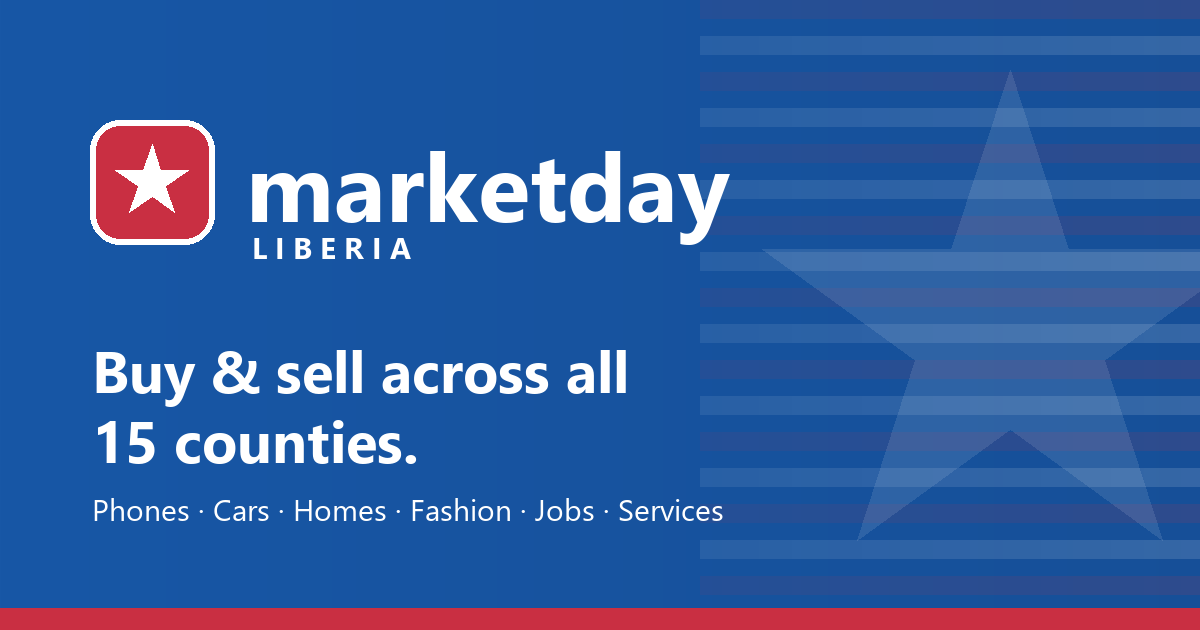 marketday
LIBERIA
Buy & sell across all
15 counties.
Phones · Cars · Homes · Fashion · Jobs · Services